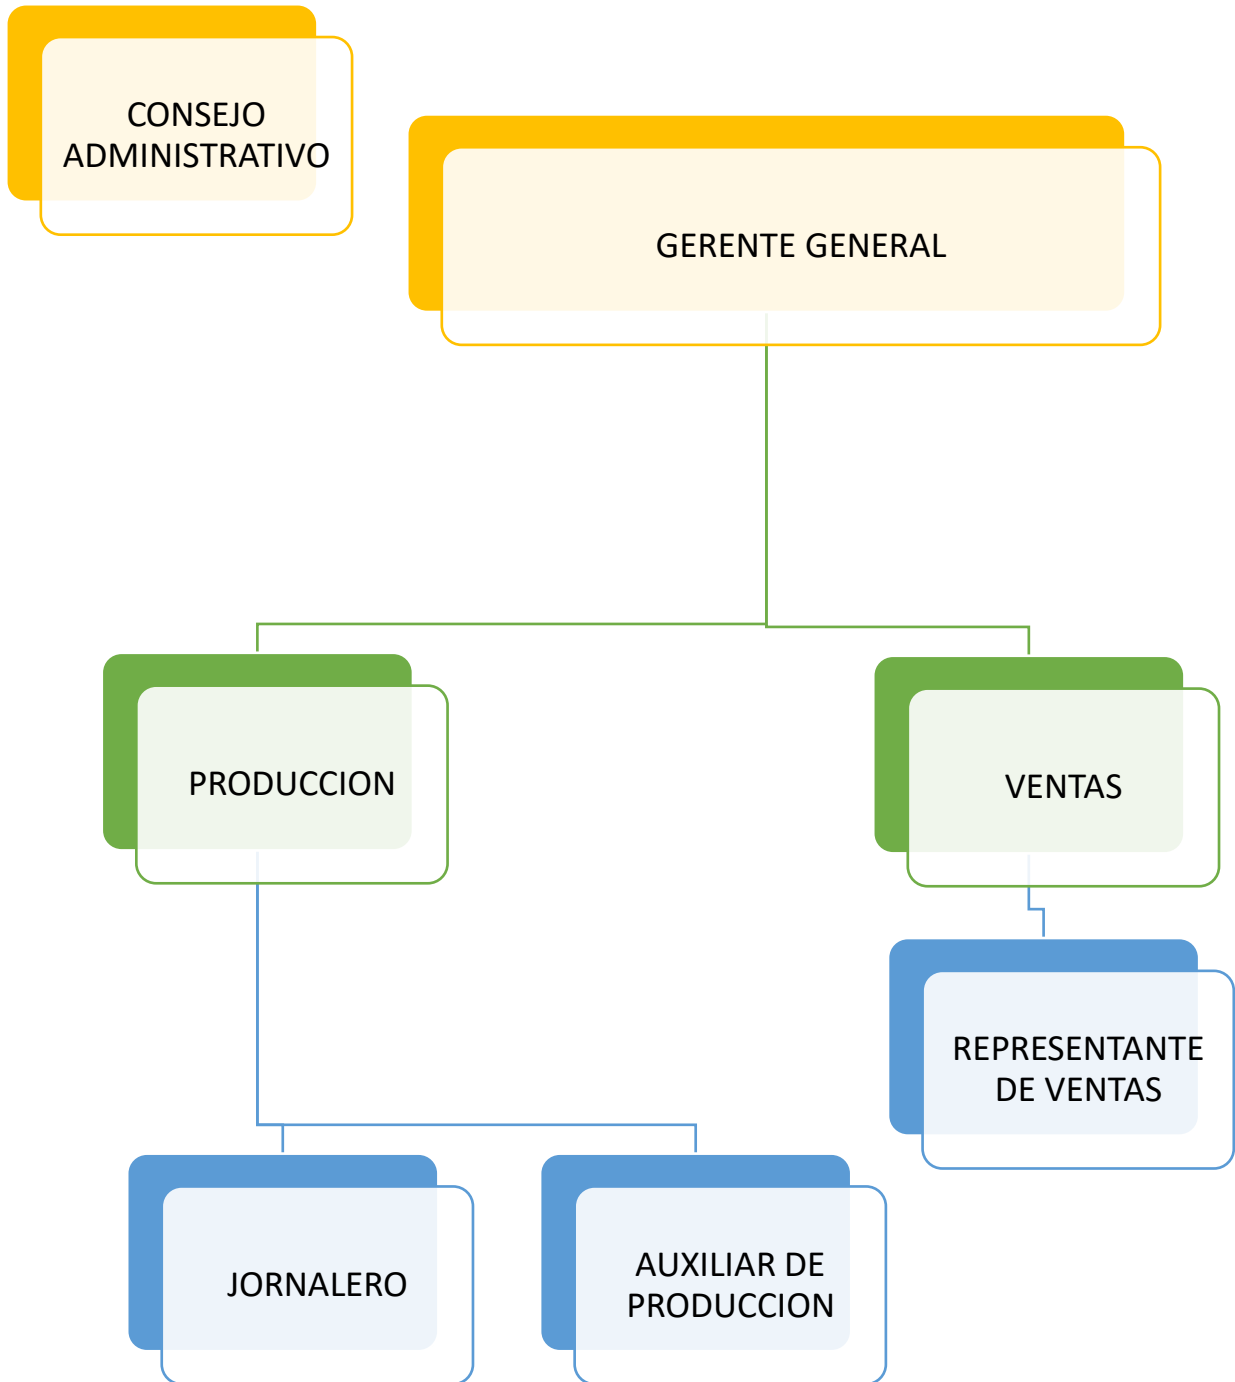 CONSEJO
ADMINISTRATIVO
GERENTE GENERAL
PRODUCCION
VENTAS
REPRESENTANTE
DE VENTAS
JORNALERO
AUXILIAR DE
PRODUCCION